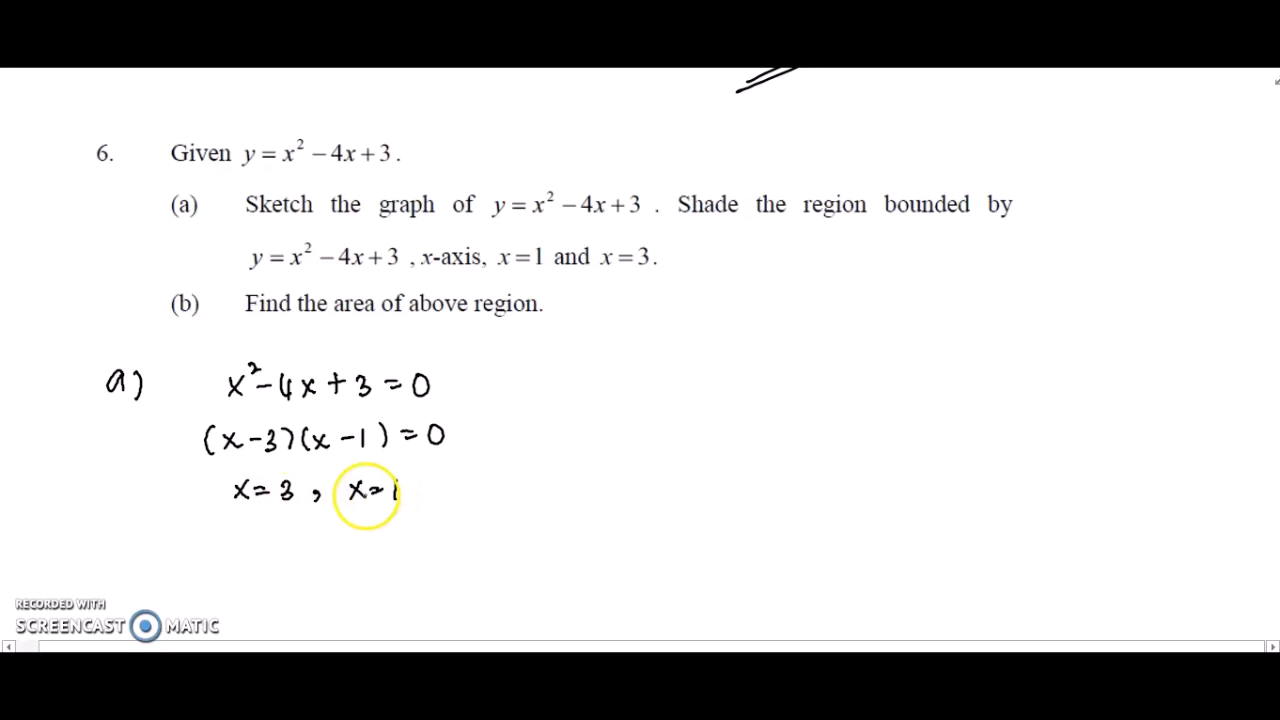 6. Given y = x² − 4x + 3 .
(a) Sketch the graph of y = x² − 4x + 3 . Shade the region bounded by
y = x² − 4x + 3 , x-axis, x = 1 and x = 3.
(b) Find the area of above region.
a) x² - 4x + 3 = 0
(x - 3)(x - 1) = 0
x = 3 , x = 1
RECORDED WITH
SCREENCAST MATIC